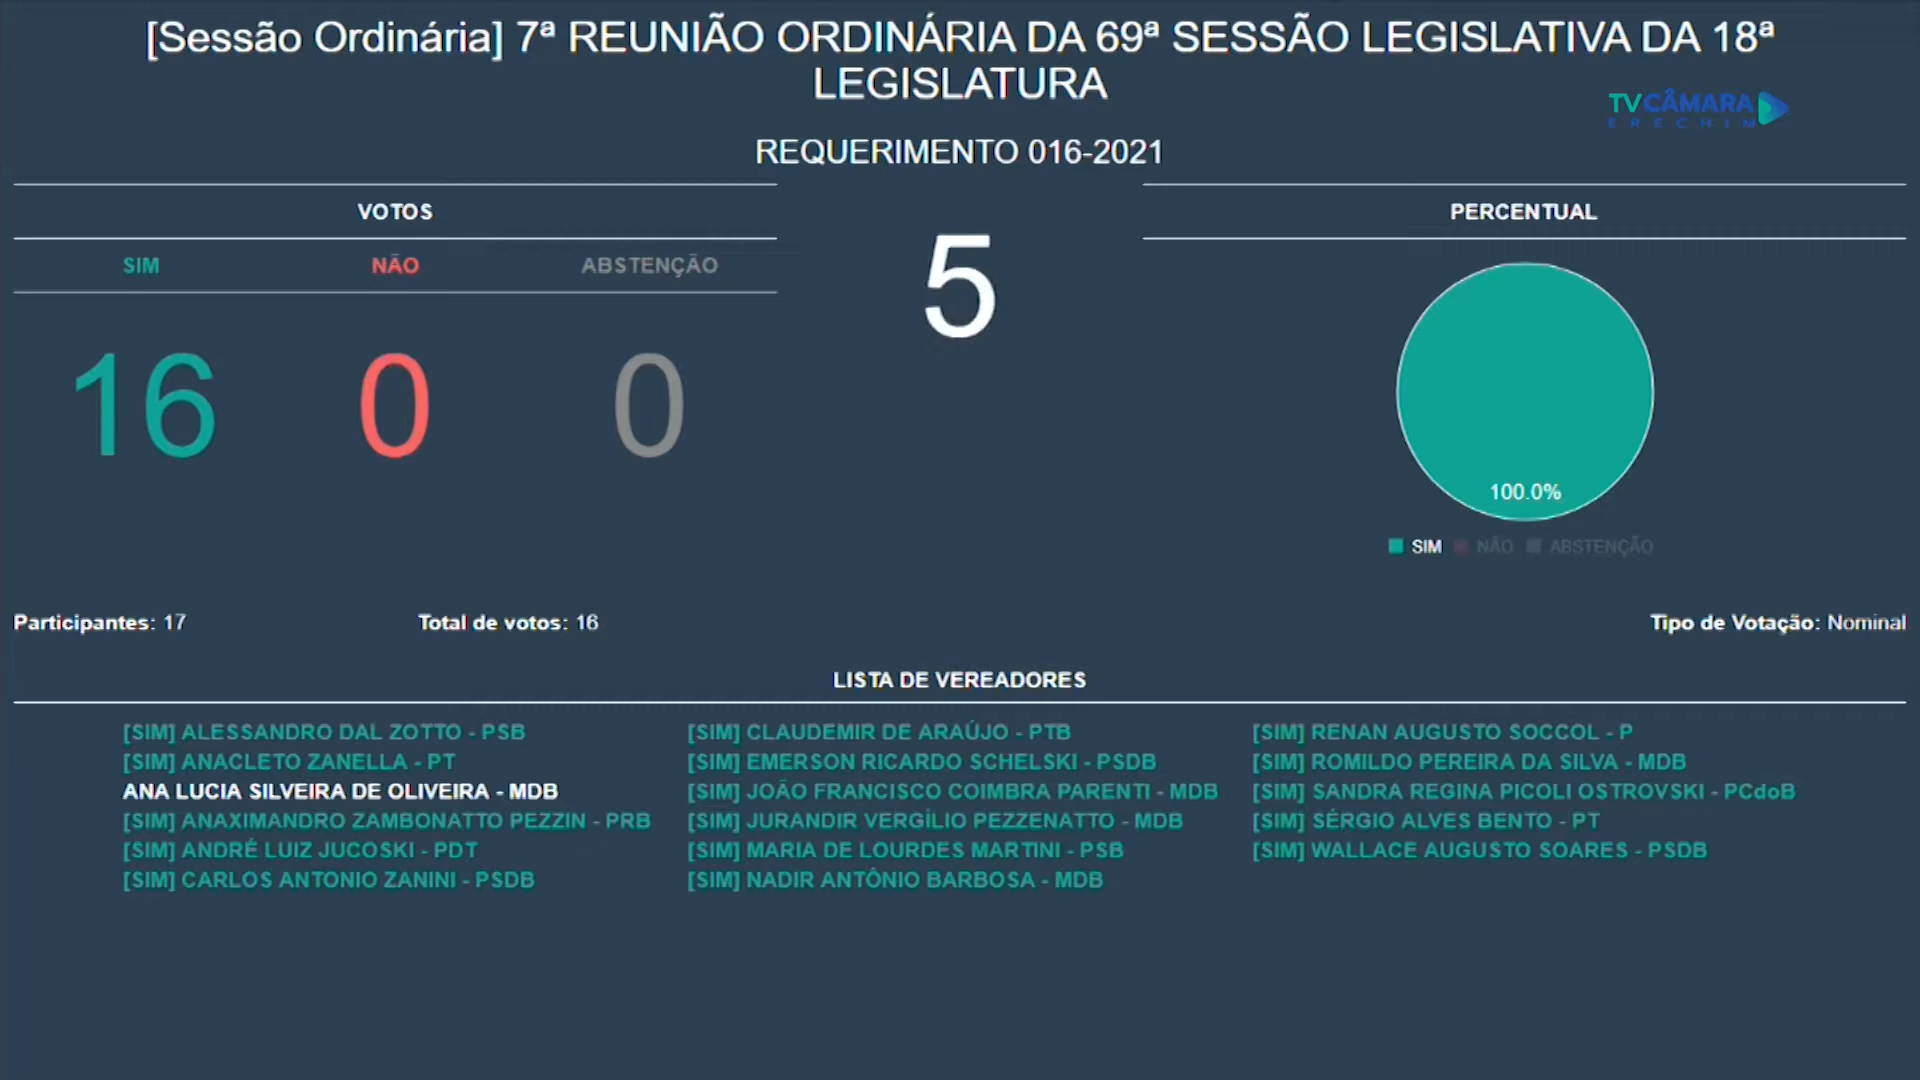 [Sessão Ordinária] 7ª REUNIÃO ORDINÁRIA DA 69ª SESSÃO LEGISLATIVA DA 18ª
LEGISLATURA
TVCÂMARA
ERECHIM
REQUERIMENTO 016-2021
VOTOS
SIM NÃO ABSTENÇÃO
16 0 0
5
PERCENTUAL
100.0%
SIM NÃO ABSTENÇÃO
Participantes: 17
Total de votos: 16
Tipo de Votação: Nominal
LISTA DE VEREADORES
[SIM] ALESSANDRO DAL ZOTTO - PSB
[SIM] ANACLETO ZANELLA - PT
ANA LUCIA SILVEIRA DE OLIVEIRA - MDB
[SIM] ANAXIMANDRO ZAMBONATTO PEZZIN - PRB
[SIM] ANDRÉ LUIZ JUCOSKI - PDT
[SIM] CARLOS ANTONIO ZANINI - PSDB
[SIM] CLAUDEMIR DE ARAÚJO - PTB
[SIM] EMERSON RICARDO SCHELSKI - PSDB
[SIM] JOÃO FRANCISCO COIMBRA PARENTI - MDB
[SIM] JURANDIR VERGÍLIO PEZZENATTO - MDB
[SIM] MARIA DE LOURDES MARTINI - PSB
[SIM] NADIR ANTÔNIO BARBOSA - MDB
[SIM] RENAN AUGUSTO SOCCOL - P
[SIM] ROMILDO PEREIRA DA SILVA - MDB
[SIM] SANDRA REGINA PICOLI OSTROVSKI - PCdoB
[SIM] SÉRGIO ALVES BENTO - PT
[SIM] WALLACE AUGUSTO SOARES - PSDB